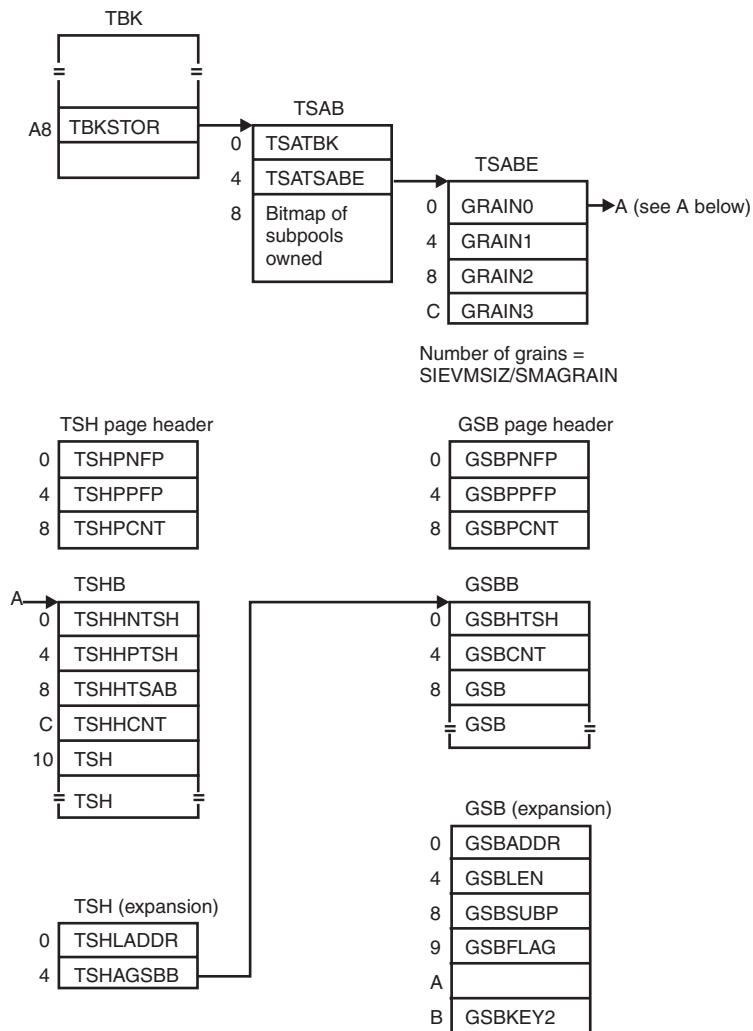 TBK
=
=
A8 TBKSTOR
TSAB
0 TSATBK
4 TSATSABE
8 Bitmap of
subpools
owned
TSABE
0 GRAIN0
A (see A below)
4 GRAIN1
8 GRAIN2
C GRAIN3
Number of grains =
SIEVMSIZ/SMAGRAIN
TSH page header
0 TSHPNFP
4 TSHPPFP
8 TSHPCNT
GSB page header
0 GSBPNFP
4 GSBPPFP
8 GSBPCNT
A
TSHB
0 TSHHNTSH
4 TSHHPTSH
8 TSHHTSAB
C TSHHCNT
10 TSH
= TSH =
GSBB
0 GSBHTSH
4 GSBCNT
8 GSB
= GSB =
TSH (expansion)
0 TSHLADDR
4 TSHAGSBB
GSB (expansion)
0 GSBADDR
4 GSBLEN
8 GSBSUBP
9 GSBFLAG
A
B GSBKEY2